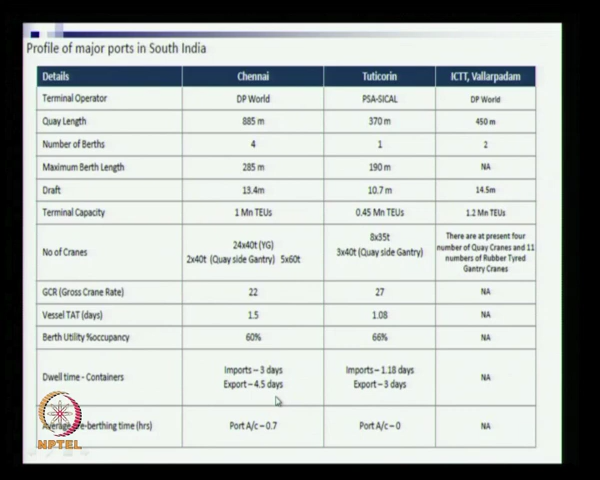 Profile of major ports in South India
Details Chennai Tuticorin ICTT, Vallarpadam
Terminal Operator DP World PSA-SICAL DP World
Quay Length 885 m 370 m 450 m
Number of Berths 4 1 2
Maximum Berth Length 285 m 190 m NA
Draft 13.4m 10.7 m 14.5m
Terminal Capacity 1 Mn TEUs 0.45 Mn TEUs 1.2 Mn TEUs
No of Cranes
24x40t (YG)
2x40t (Quay side Gantry) 5x60t
8x35t
3x40t (Quay side Gantry)
There are at present four
number of Quay Cranes and 11
numbers of Rubber Tyred
Gantry Cranes
GCR (Gross Crane Rate) 22 27 NA
Vessel TAT (days) 1.5 1.08 NA
Berth Utility %occupancy 60% 66% NA
Dwell time - Containers
Imports – 3 days
Export – 4.5 days
Imports – 1.18 days
Export – 3 days
NA
Average -berthing time (hrs) Port A/c – 0.7 Port A/c – 0 NA
NPTEL